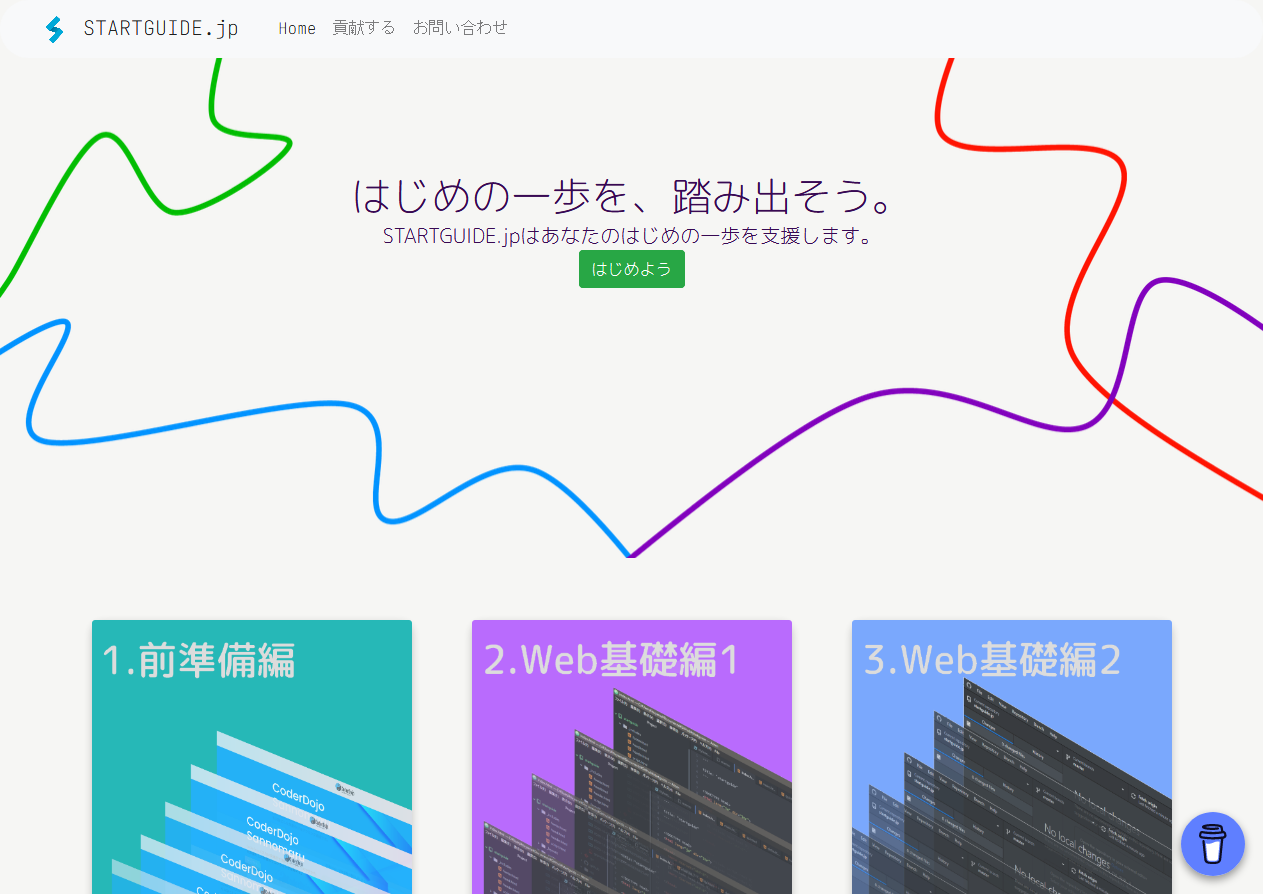 STARTGUIDE.jp Home 貢献する お問い合わせ
はじめの一歩を、踏み出そう。
STARTGUIDE.jpはあなたのはじめの一歩を支援します。
はじめよう
1.前準備編
2.Web基礎編1
3.Web基礎編2
CoderDojo
CoderDojo
Sannomaru
CoderDojo
No local changes
No local changes